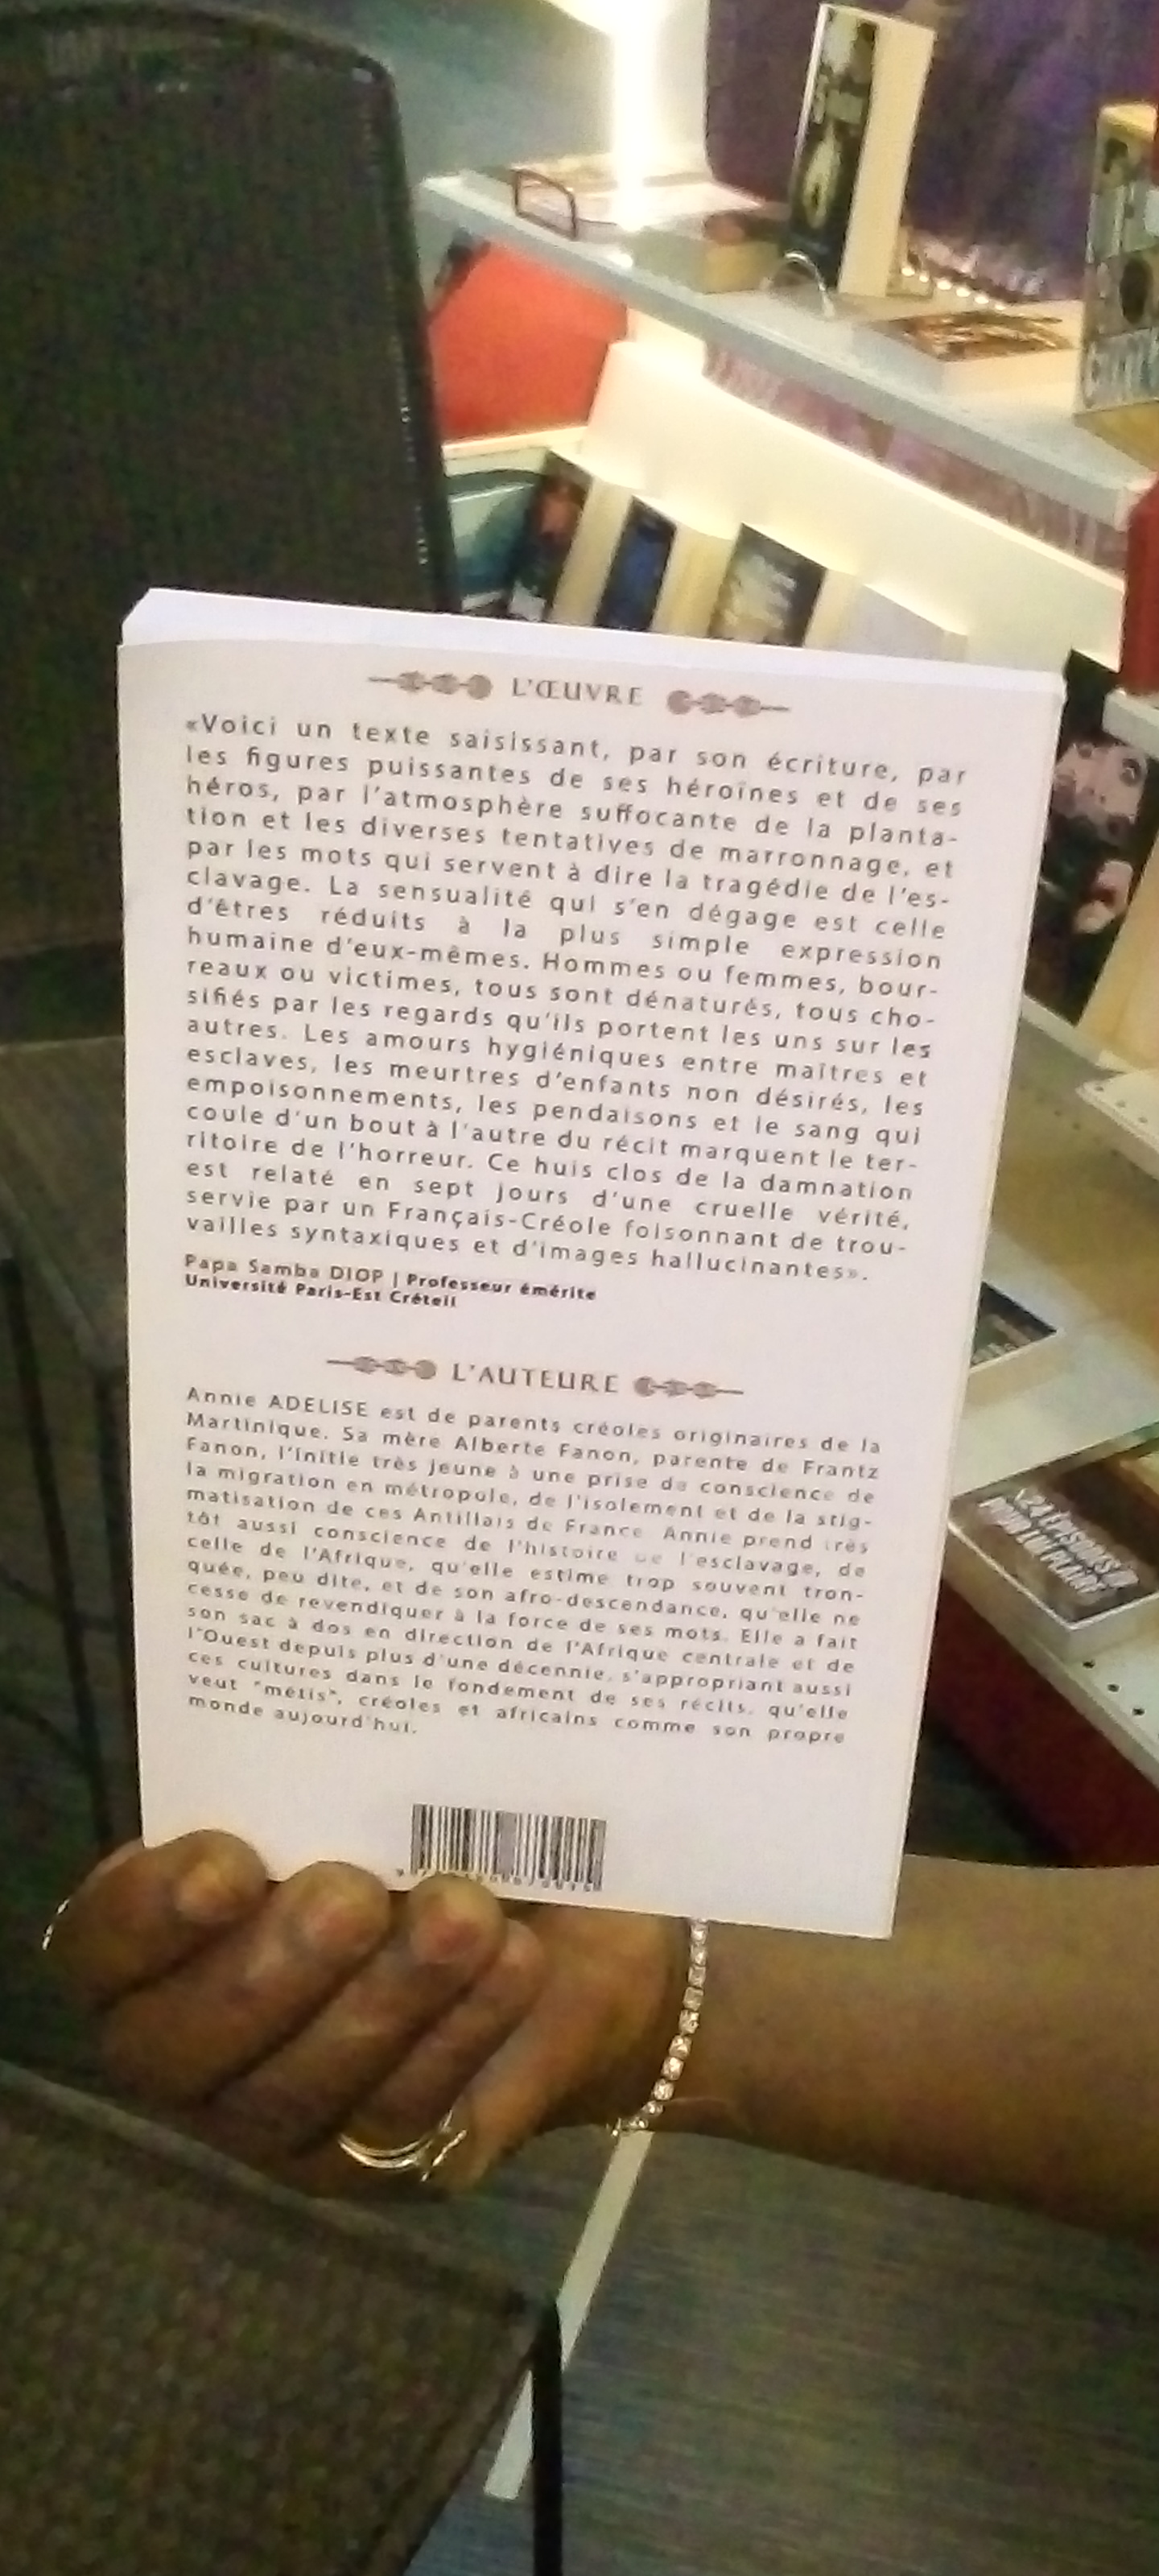 L'ŒUVRE
«Voici un texte saisissant, par son écriture, par
les figures puissantes de ses héroïnes et de ses
héros, par l'atmosphère suffocante de la planta-
tion et les diverses tentatives de marronnage, et
par les mots qui servent à dire la tragédie de l'es-
clavage. La sensualité qui s'en dégage est celle
d'êtres réduits à la plus simple expression
humaine d'eux-mêmes. Hommes ou femmes, bour-
reaux ou victimes, tous sont dénaturés, tous cho-
sifiés par les regards qu'ils portent les uns sur les
autres. Les amours hygiéniques entre maîtres et
esclaves, les meurtres d'enfants non désirés, les
empoisonnements, les pendaisons et le sang qui
coule d'un bout à l'autre du récit marquent le ter-
ritoire de l'horreur. Ce huis clos de la damnation
est relaté en sept jours d'une cruelle vérité,
servie par un Français-Créole foisonnant de trou-
vailles syntaxiques et d'images hallucinantes».
Papa Samba DIOP | Professeur émérite
Université Paris-Est Créteil
L'AUTEURE
Annie ADELISE est de parents créoles originaires de la
Martinique. Sa mère Alberte Fanon, parente de Frantz
Fanon, l'initie très jeune à une prise de conscience de
la migration en métropole, de l'isolement et de la stig-
matisation de ces Antillais de France. Annie prend très
tôt aussi conscience de l'histoire de l'esclavage, de
celle de l'Afrique, qu'elle estime trop souvent tron-
quée, peu dite, et de son afro-descendance, qu'elle ne
cesse de revendiquer à la force de ses mots. Elle a fait
son sac à dos en direction de l'Afrique centrale et de
l'Ouest depuis plus d'une décennie, s'appropriant aussi
ces cultures dans le fondement de ses récits, qu'elle
veut "métis", créoles et africains comme son propre
monde aujourd'hui.